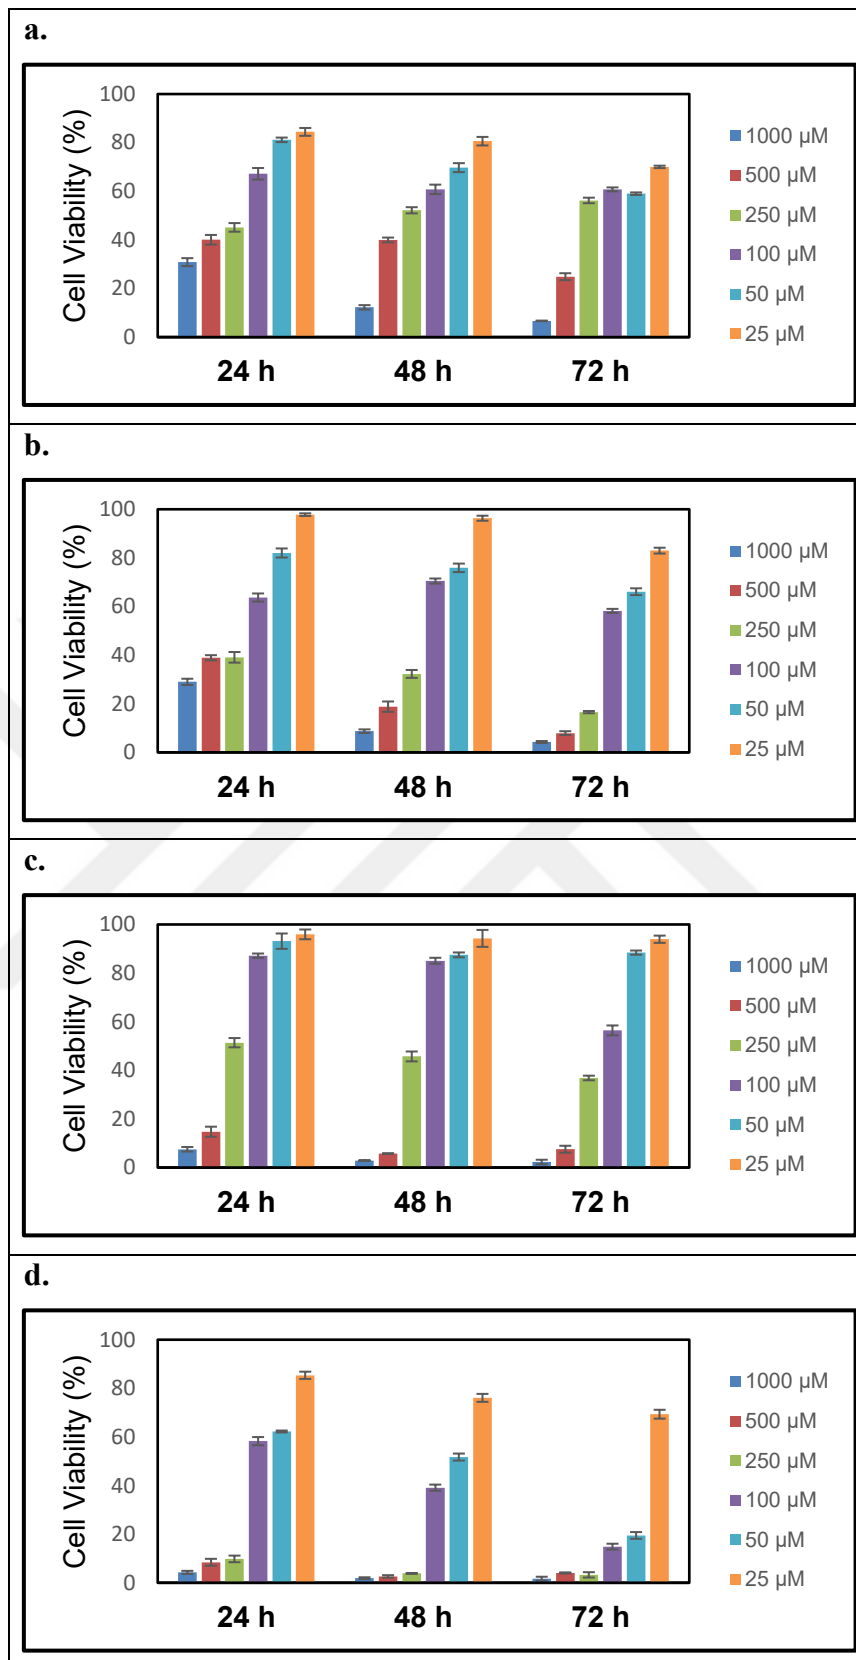 a.
Cell Viability (%)
100
80
60
40
20
0
24 h 48 h 72 h
1000 µM
500 µM
250 µM
100 µM
50 µM
25 µM
b.
Cell Viability (%)
100
80
60
40
20
0
24 h 48 h 72 h
1000 µM
500 µM
250 µM
100 µM
50 µM
25 µM
c.
Cell Viability (%)
100
80
60
40
20
0
24 h 48 h 72 h
1000 µM
500 µM
250 µM
100 µM
50 µM
25 µM
d.
Cell Viability (%)
100
80
60
40
20
0
24 h 48 h 72 h
1000 µM
500 µM
250 µM
100 µM
50 µM
25 µM